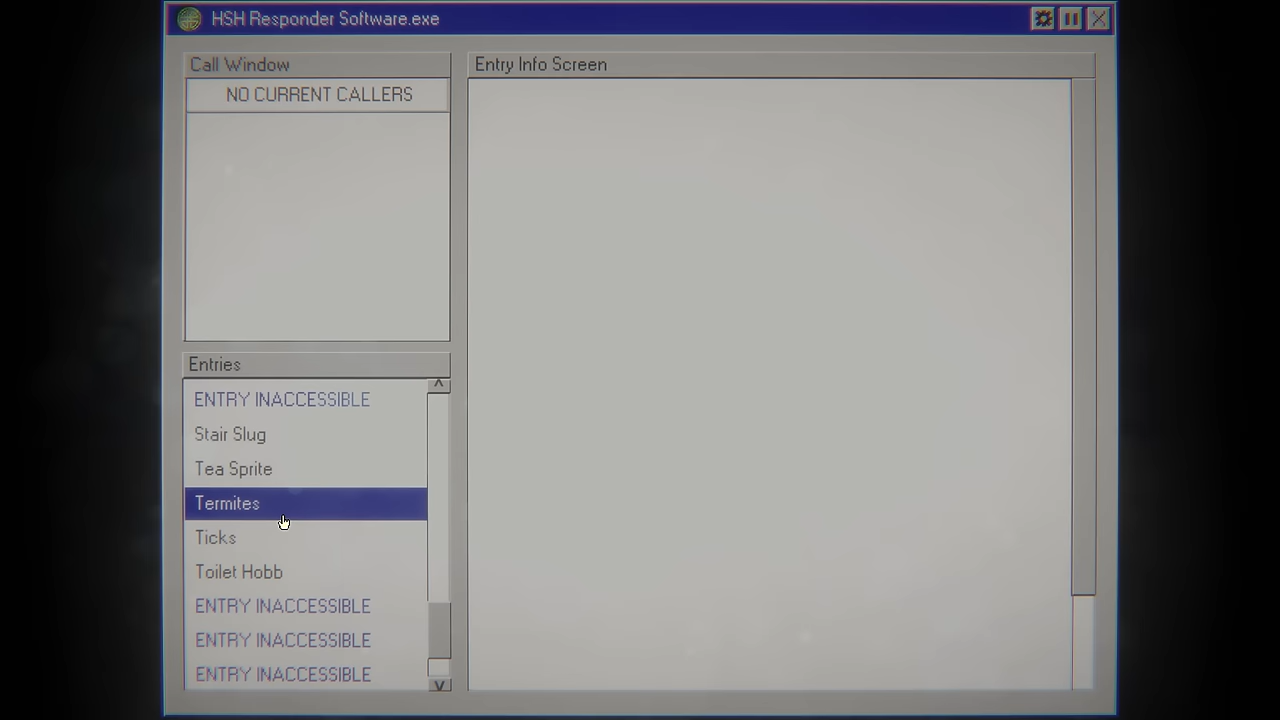 HSH Responder Software.exe
Call Window
NO CURRENT CALLERS
Entry Info Screen
Entries
ENTRY INACCESSIBLE
Stair Slug
Tea Sprite
Termites
Ticks
Toilet Hobb
ENTRY INACCESSIBLE
ENTRY INACCESSIBLE
ENTRY INACCESSIBLE